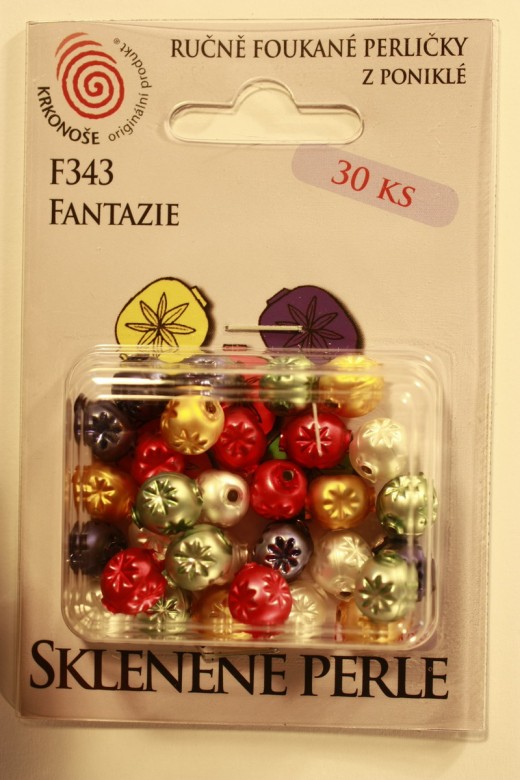 KRKONOŠE originální produkt®
RUČNĚ FOUKANÉ PERLIČKY
Z PONIKLÉ
F343
FANTAZIE
30 KS
SKLENĚNÉ PERLE